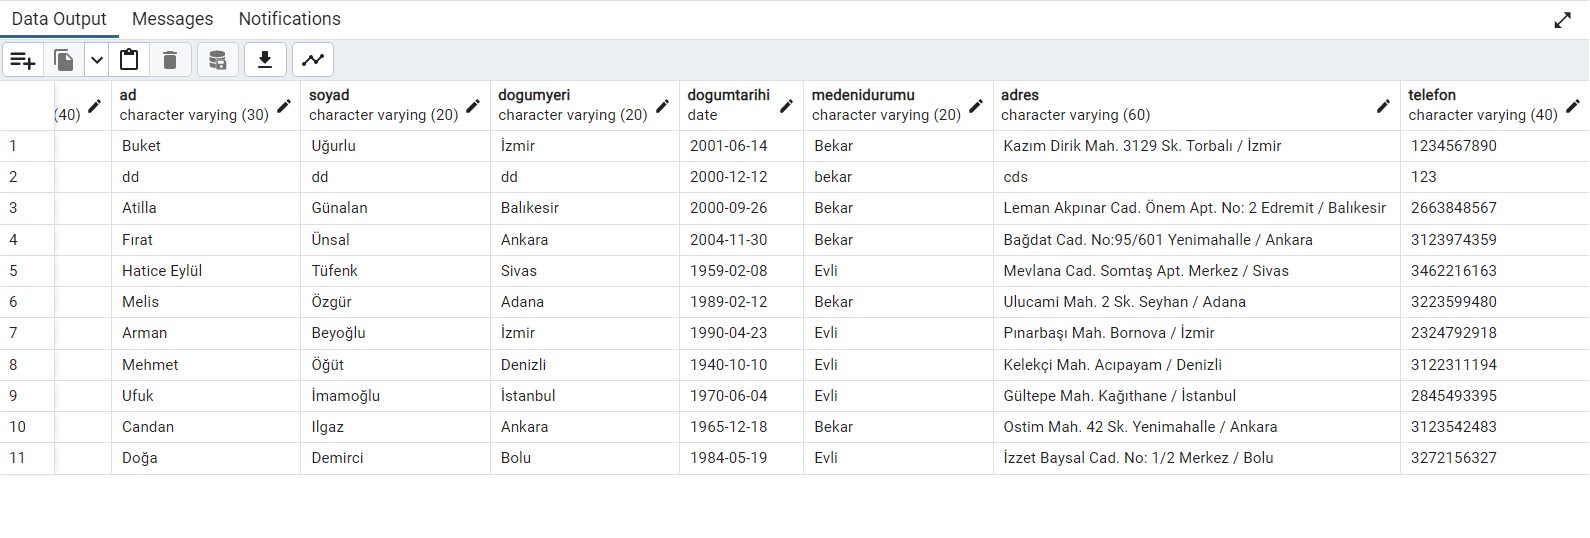 Data Output Messages Notifications
ad soyad dogumyeri dogumtarihi medenidurumu adres telefon
(40) character varying (30) character varying (20) character varying (20) date character varying (20) character varying (60) character varying (40)
1 Buket Uğurlu İzmir 2001-06-14 Bekar Kazım Dirik Mah. 3129 Sk. Torbalı / İzmir 1234567890
2 dd dd dd 2000-12-12 bekar cds 123
3 Atilla Günalan Balıkesir 2000-09-26 Bekar Leman Akpınar Cad. Önem Apt. No: 2 Edremit / Balıkesir 2663848567
4 Fırat Ünsal Ankara 2004-11-30 Bekar Bağdat Cad. No:95/601 Yenimahalle / Ankara 3123974359
5 Hatice Eylül Tüfenk Sivas 1959-02-08 Evli Mevlana Cad. Somtaş Apt. Merkez / Sivas 3462216163
6 Melis Özgür Adana 1989-02-12 Bekar Ulucami Mah. 2 Sk. Seyhan / Adana 3223599480
7 Arman Beyoğlu İzmir 1990-04-23 Evli Pınarbaşı Mah. Bornova / İzmir 2324792918
8 Mehmet Öğüt Denizli 1940-10-10 Evli Kelekçi Mah. Acıpayam / Denizli 3122311194
9 Ufuk İmamoğlu İstanbul 1970-06-04 Evli Gültepe Mah. Kağıthane / İstanbul 2845493395
10 Candan Ilgaz Ankara 1965-12-18 Bekar Ostim Mah. 42 Sk. Yenimahalle / Ankara 3123542483
11 Doğa Demirci Bolu 1984-05-19 Evli İzzet Baysal Cad. No: 1/2 Merkez / Bolu 3272156327